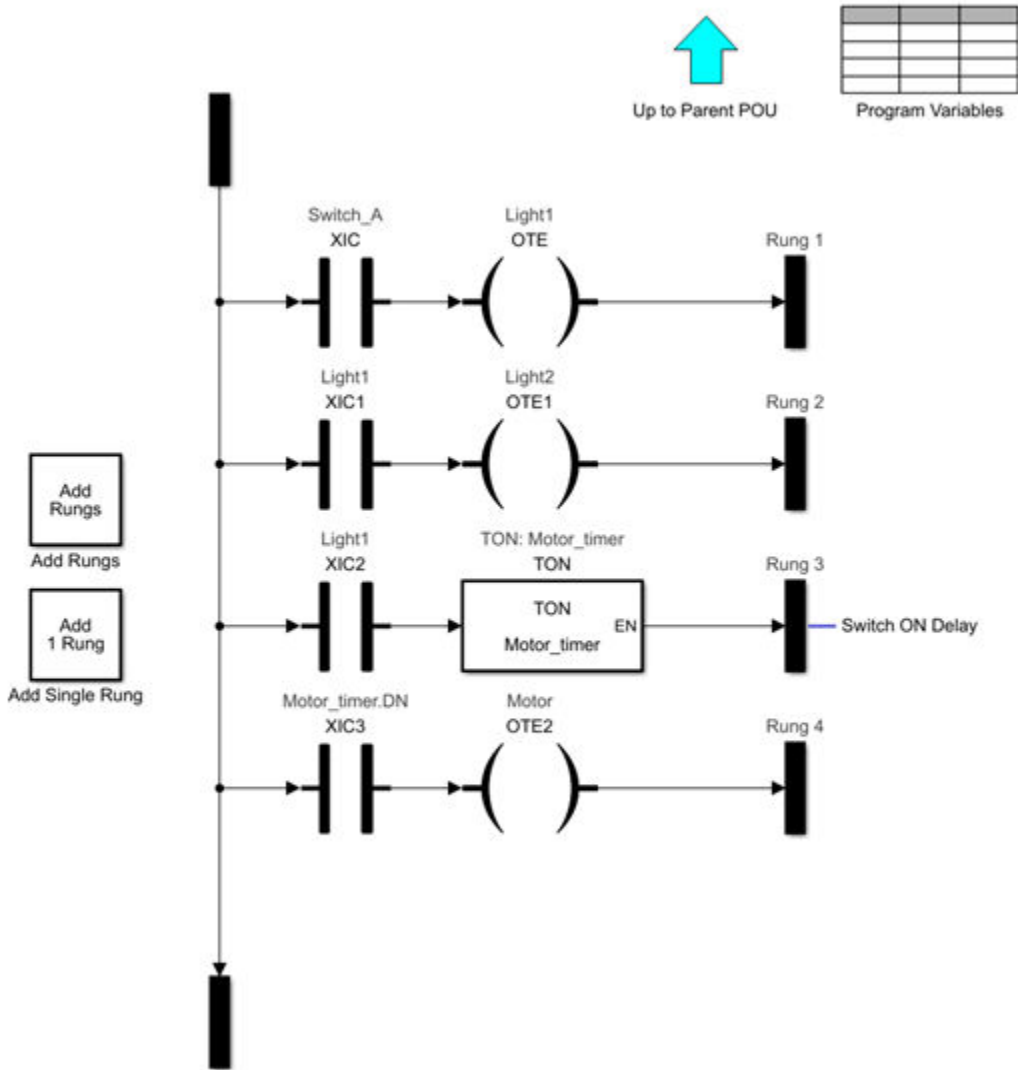 Up to Parent POU
Program Variables
Switch_A
XIC
Light1
OTE
Rung 1
Light1
XIC1
Light2
OTE1
Rung 2
Add
Rungs
Add Rungs
Light1
XIC2
TON: Motor_timer
TON
TON
EN
Motor_timer
Rung 3
Switch ON Delay
Add
1 Rung
Add Single Rung
Motor_timer.DN
XIC3
Motor
OTE2
Rung 4